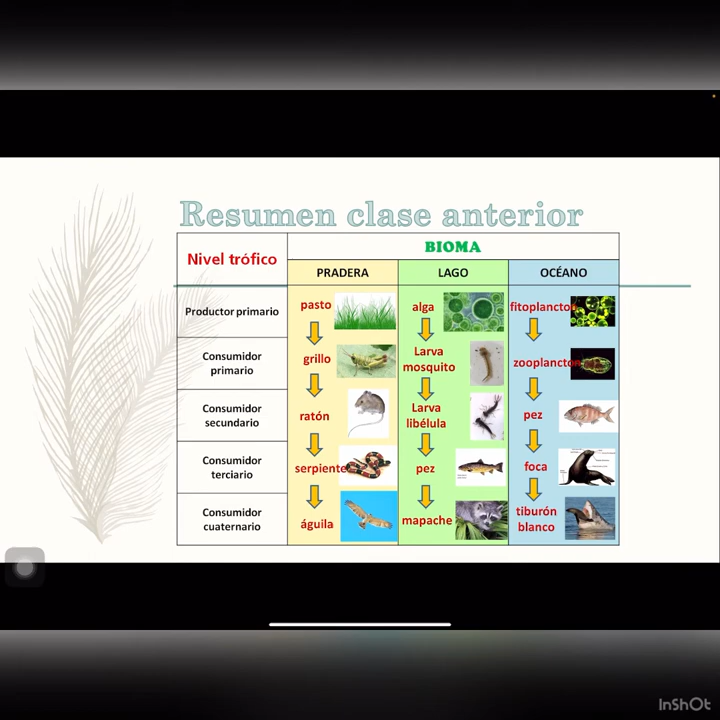 Resumen clase anterior
Nivel trófico
BIOMA
PRADERA LAGO OCÉANO
Productor primario pasto alga fitoplancton
Consumidor primario grillo Larva mosquito zooplancton
Consumidor secundario ratón Larva libélula pez
Consumidor terciario serpiente pez foca
Consumidor cuaternario águila mapache tiburón blanco
InShOt